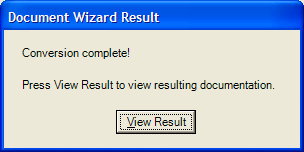 Document Wizard Result
Conversion complete!
Press View Result to view resulting documentation.
View Result